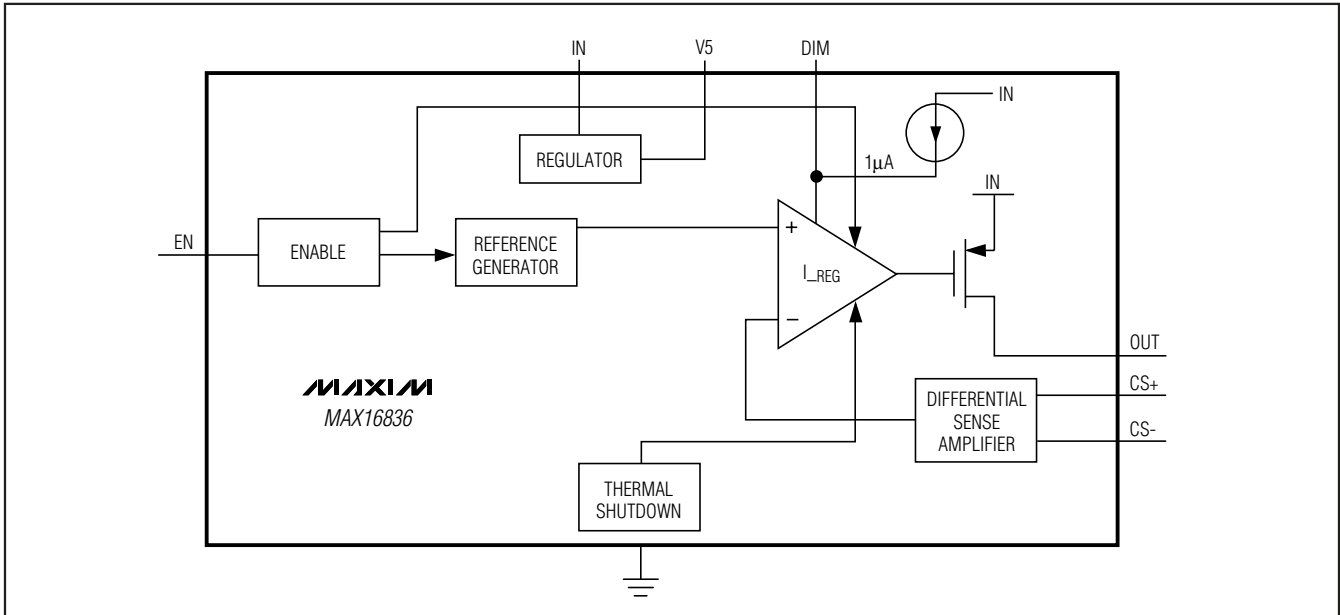 IN
V5
DIM
IN
REGULATOR
1µA
IN
EN
ENABLE
REFERENCE
GENERATOR
+
I_REG
−
OUT
CS+
CS-
DIFFERENTIAL
SENSE
AMPLIFIER
MAXIM
MAX16836
THERMAL
SHUTDOWN